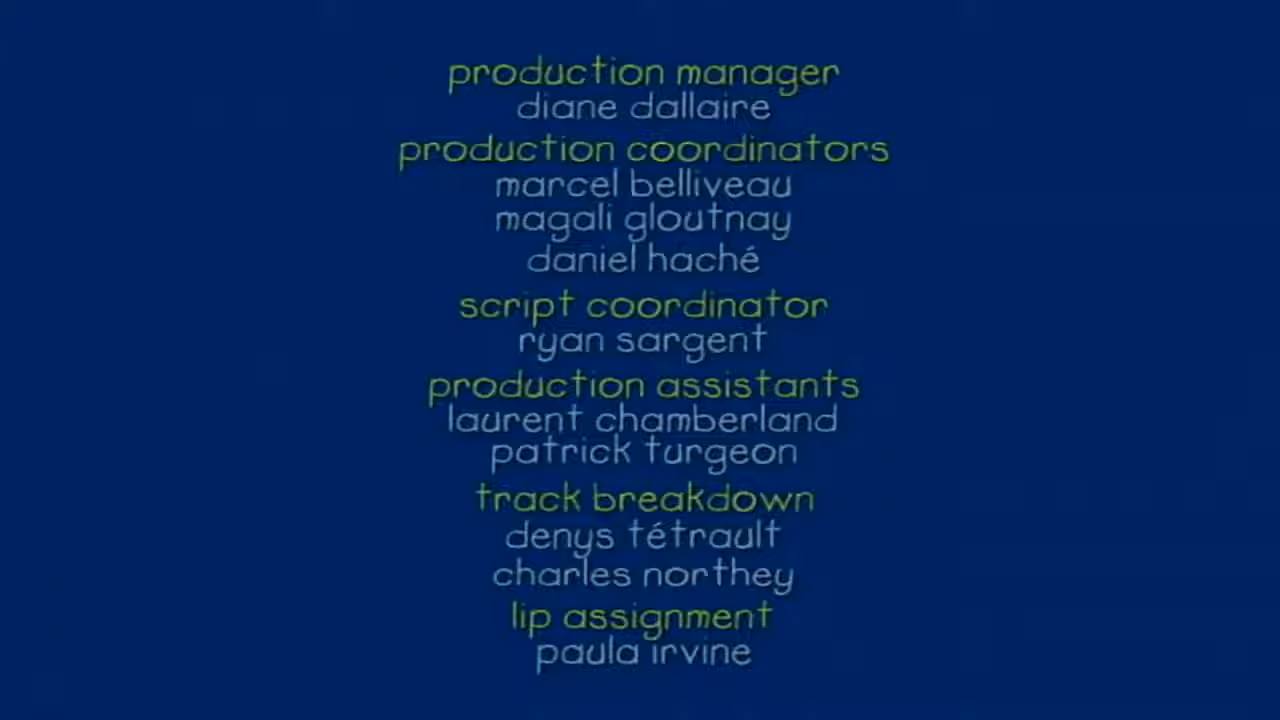 production manager
diane dallaire
production coordinators
marcel belliveau
magali gloutnay
daniel haché
script coordinator
ryan sargent
production assistants
laurent chamberland
patrick turgeon
track breakdown
denys tétrault
charles northey
lip assignment
paula irvine